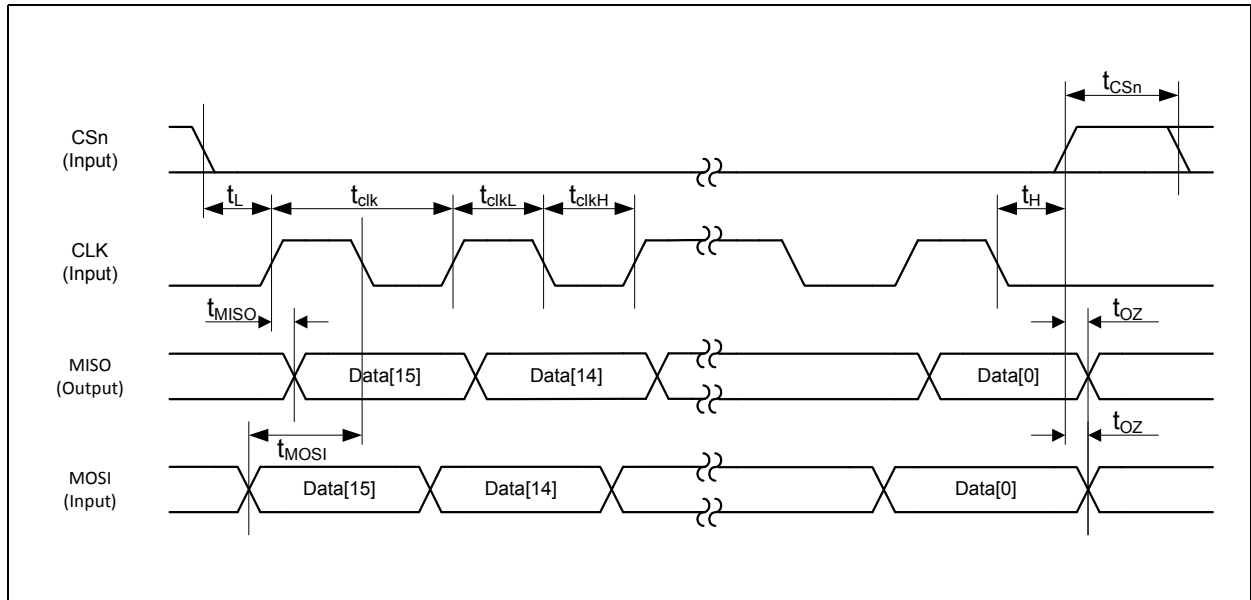 tCSn
CSn
(Input)
tL
tclk
tclkL
tclkH
tH
CLK
(Input)
tMISO
tOZ
MISO
(Output)
Data[15]
Data[14]
Data[0]
tMOSI
tOZ
MOSI
(Input)
Data[15]
Data[14]
Data[0]